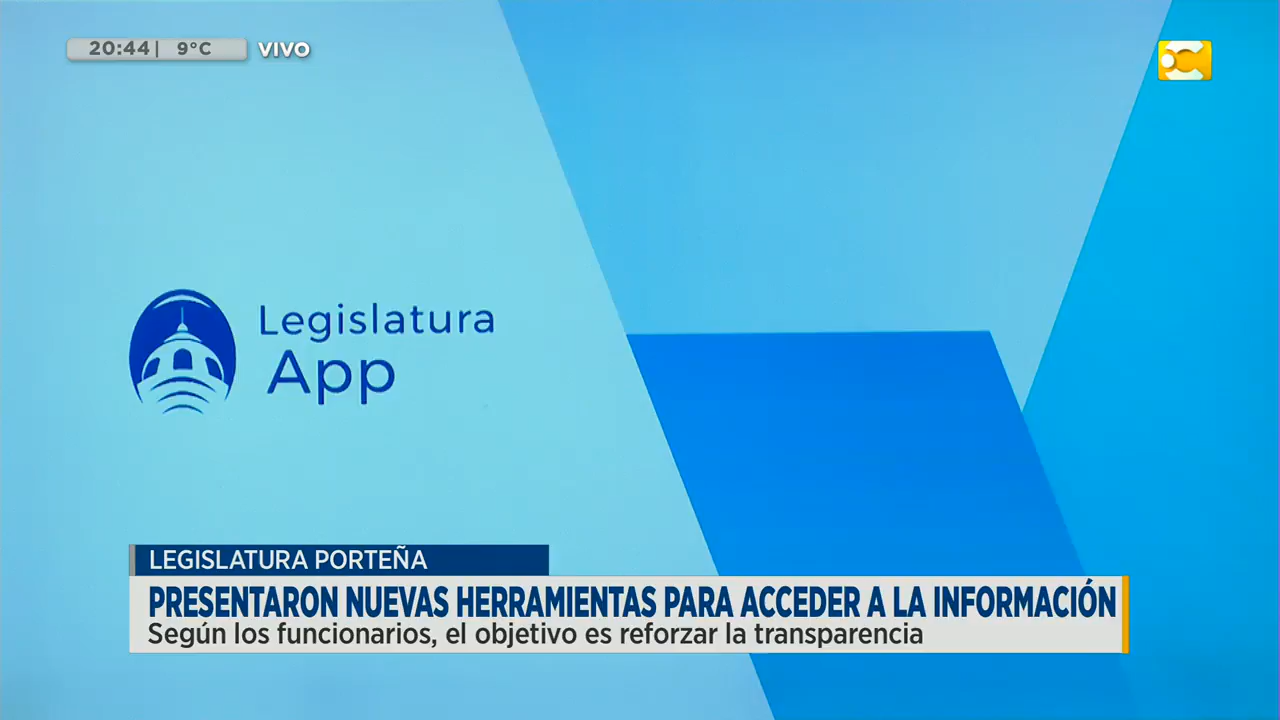 20:44| 9°C VIVO
Legislatura
App
LEGISLATURA PORTEÑA
PRESENTARON NUEVAS HERRAMIENTAS PARA ACCEDER A LA INFORMACIÓN
Según los funcionarios, el objetivo es reforzar la transparencia